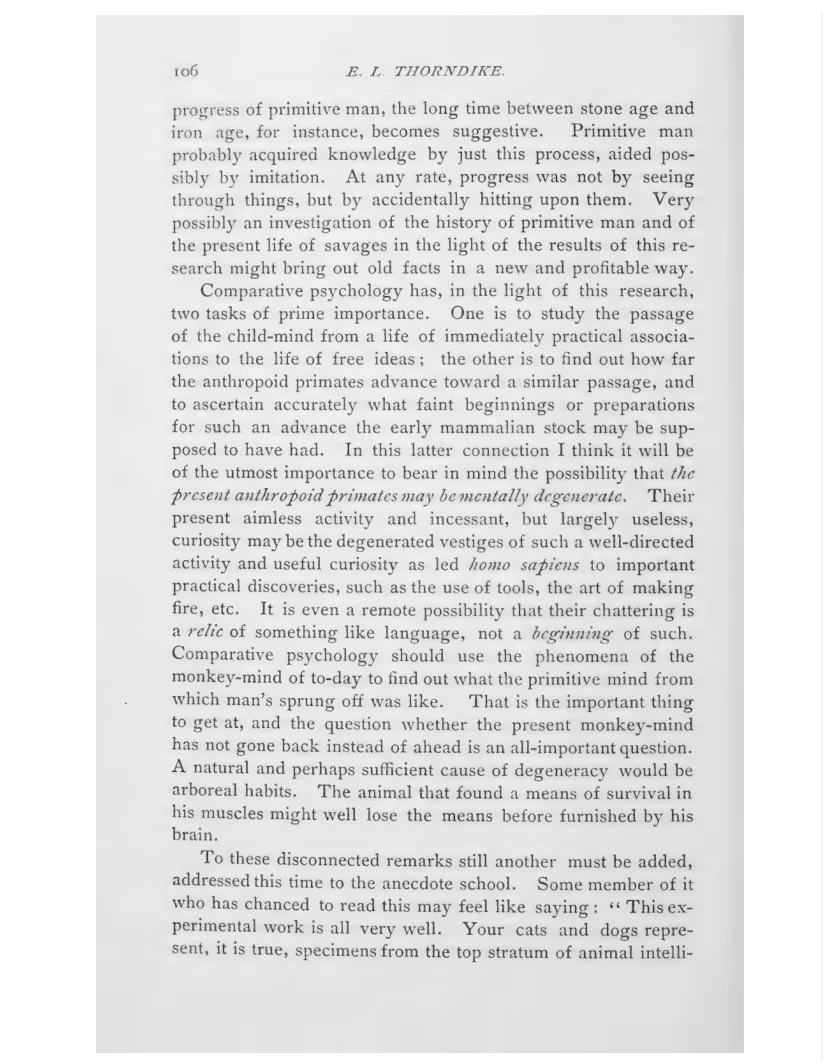 106 E. L. THORNDIKE.
progress of primitive man, the long time between stone age and
iron age, for instance, becomes suggestive. Primitive man
probably acquired knowledge by just this process, aided pos-
sibly by imitation. At any rate, progress was not by seeing
through things, but by accidentally hitting upon them. Very
possibly an investigation of the history of primitive man and of
the present life of savages in the light of the results of this re-
search might bring out old facts in a new and profitable way.
Comparative psychology has, in the light of this research,
two tasks of prime importance. One is to study the passage
of the child-mind from a life of immediately practical associa-
tions to the life of free ideas; the other is to find out how far
the anthropoid primates advance toward a similar passage, and
to ascertain accurately what faint beginnings or preparations
for such an advance the early mammalian stock may be sup-
posed to have had. In this latter connection I think it will be
of the utmost importance to bear in mind the possibility that the
present anthropoid primates may be mentally degenerate. Their
present aimless activity and incessant, but largely useless,
curiosity may be the degenerated vestiges of such a well-directed
activity and useful curiosity as led homo sapiens to important
practical discoveries, such as the use of tools, the art of making
fire, etc. It is even a remote possibility that their chattering is
a relic of something like language, not a beginning of such.
Comparative psychology should use the phenomena of the
monkey-mind of to-day to find out what the primitive mind from
which man's sprung off was like. That is the important thing
to get at, and the question whether the present monkey-mind
has not gone back instead of ahead is an all-important question.
A natural and perhaps sufficient cause of degeneracy would be
arboreal habits. The animal that found a means of survival in
his muscles might well lose the means before furnished by his
brain.
To these disconnected remarks still another must be added,
addressed this time to the anecdote school. Some member of it
who has chanced to read this may feel like saying: "This ex-
perimental work is all very well. Your cats and dogs repre-
sent, it is true, specimens from the top stratum of animal intelli-